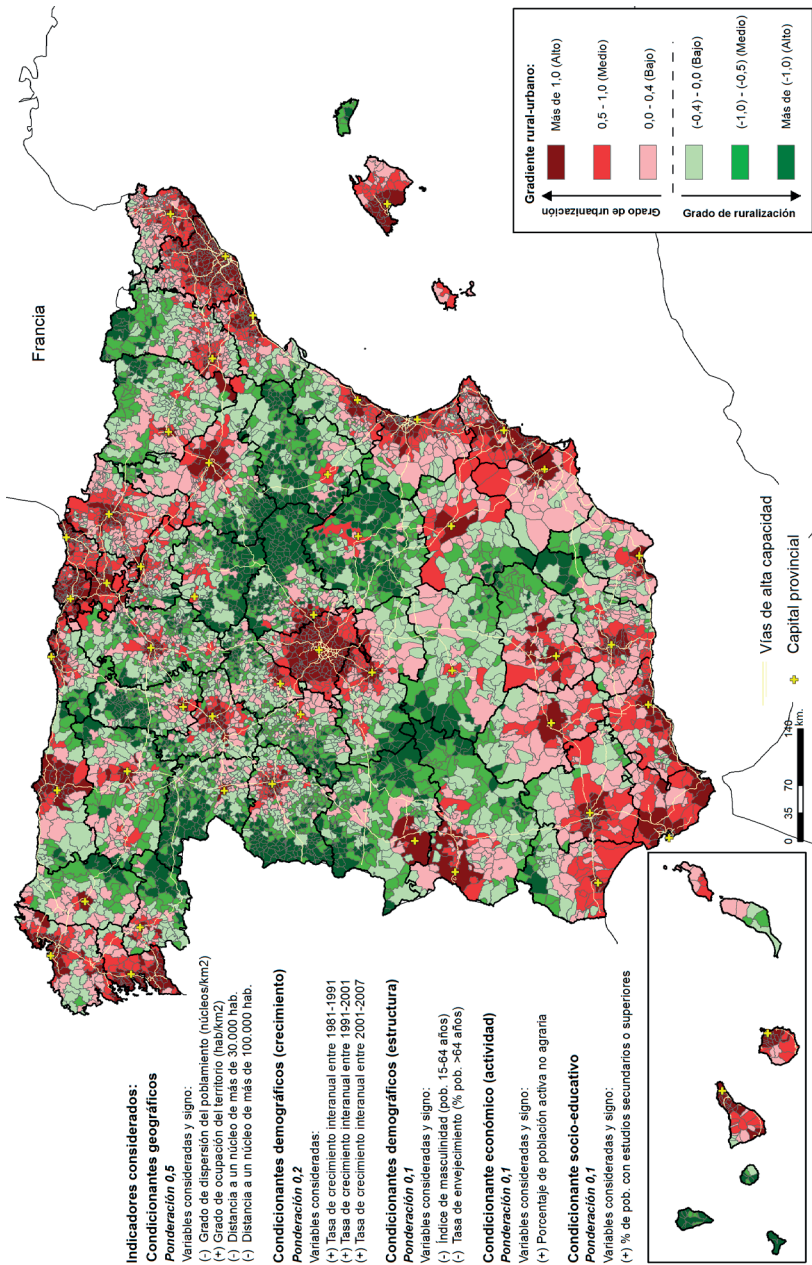 Francia
Indicadores considerados:
Condicionantes geográficos
Ponderación 0,5
Variables consideradas y signo:
(-) Grado de dispersión del poblamiento (núcleos/km2)
(+) Grado de ocupación del territorio (hab/km2)
(-) Distancia a un núcleo de más de 30.000 hab.
(-) Distancia a un núcleo de más de 100.000 hab.
Condicionantes demográficos (crecimiento)
Ponderación 0,2
Variables consideradas:
(+) Tasa de crecimiento interanual entre 1981-1991
(+) Tasa de crecimiento interanual entre 1991-2001
(+) Tasa de crecimiento interanual entre 2001-2007
Condicionantes demográficos (estructura)
Ponderación 0,1
Variables consideradas y signo:
(-) Índice de masculinidad (pob. 15-64 años)
(-) Tasa de envejecimiento (% pob. >64 años)
Condicionante económico (actividad)
Ponderación 0,1
Variables consideradas y signo:
(+) Porcentaje de población activa no agraria
Condicionante socio-educativo
Ponderación 0,1
Variables consideradas y signo:
(+) % de pob. con estudios secundarios o superiores
Vías de alta capacidad
Capital provincial
0 35 70 140
km.
Gradiente rural-urbano:
Grado de urbanización
Más de 1,0 (Alto)
0,5 - 1,0 (Medio)
0,0 - 0,4 (Bajo)
Grado de ruralización
(-0,4) - 0,0 (Bajo)
(-1,0) - (-0,5) (Medio)
Más de (-1,0) (Alto)